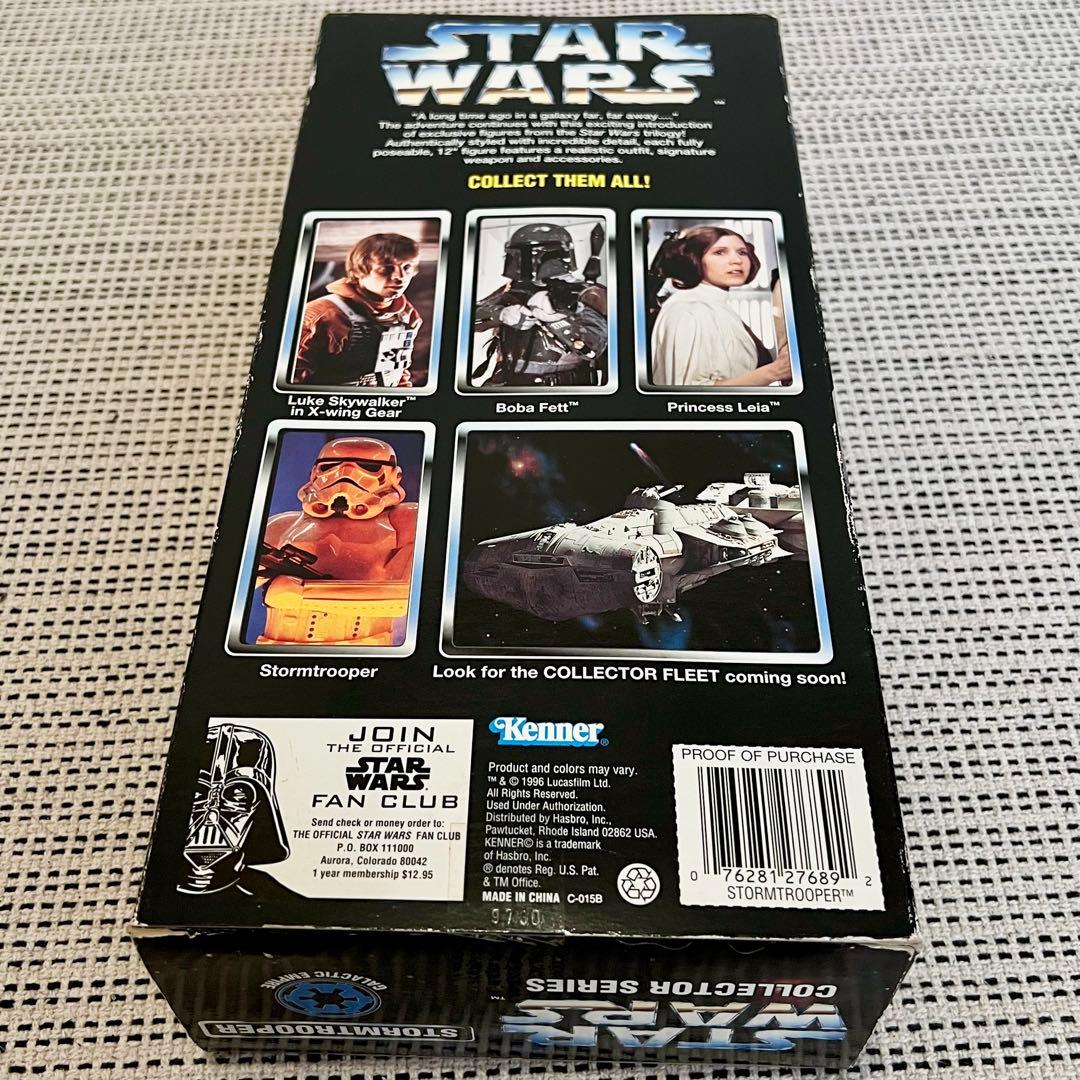 STAR
WARS™
"A long time ago in a galaxy far, far away...."
The adventure continues with this exciting introduction
of exclusive figures from the Star Wars trilogy!
Authentically styled with incredible detail, each fully
poseable, 12" figure features a realistic outfit, signature
weapon and accessories.
COLLECT THEM ALL!
Luke Skywalker™
in X-wing Gear
Boba Fett™
Princess Leia™
Stormtrooper
Look for the COLLECTOR FLEET coming soon!
JOIN
THE OFFICIAL
STAR
WARS®
FAN CLUB
Send check or money order to:
THE OFFICIAL STAR WARS FAN CLUB
P.O. BOX 111000
Aurora, Colorado 80042
1 year membership $12.95
Kenner®
Product and colors may vary.
™ & © 1996 Lucasfilm Ltd.
All Rights Reserved.
Used Under Authorization.
Distributed by Hasbro, Inc.,
Pawtucket, Rhode Island 02862 USA.
KENNER® is a trademark
of Hasbro, Inc.
® denotes Reg. U.S. Pat.
& TM Office.
MADE IN CHINA C-015B
PROOF OF PURCHASE
0 76281 27689 2
STORMTROOPER™
GALACTIC EMPIRE
STORMTROOPER
STAR
WARS™
COLLECTOR SERIES